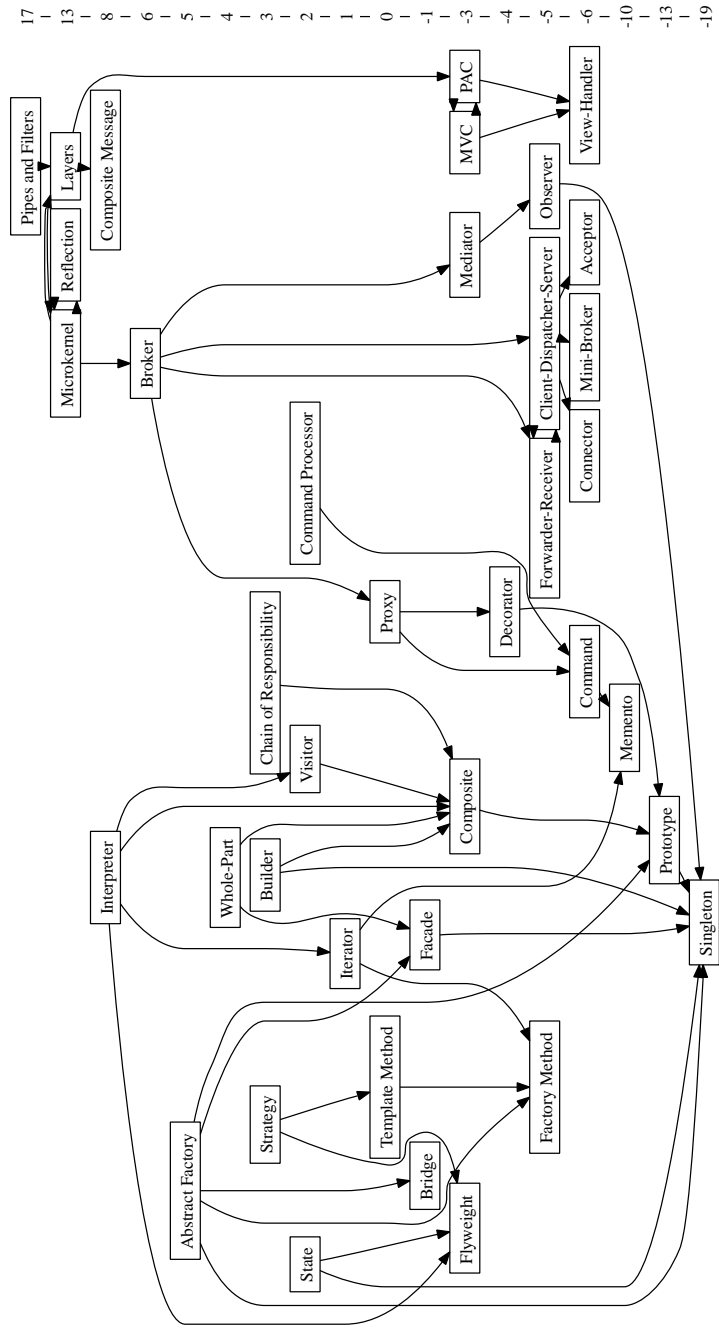 17
13
8
6
5
4
3
2
1
0
-1
-3
-4
-5
-6
-10
-13
-19
Pipes and Filters
Microkernel
Reflection
Layers
Composite Message
Interpreter
Broker
Abstract Factory
Whole-Part
Strategy
Builder
Chain of Responsibility
State
Visitor
Command Processor
Iterator
Template Method
Proxy
Bridge
Facade
Flyweight
Composite
Mediator
MVC
PAC
Decorator
Factory Method
Forwarder-Receiver
Client-Dispatcher-Server
Observer
Command
Connector
Mini-Broker
Acceptor
View-Handler
Memento
Prototype
Singleton